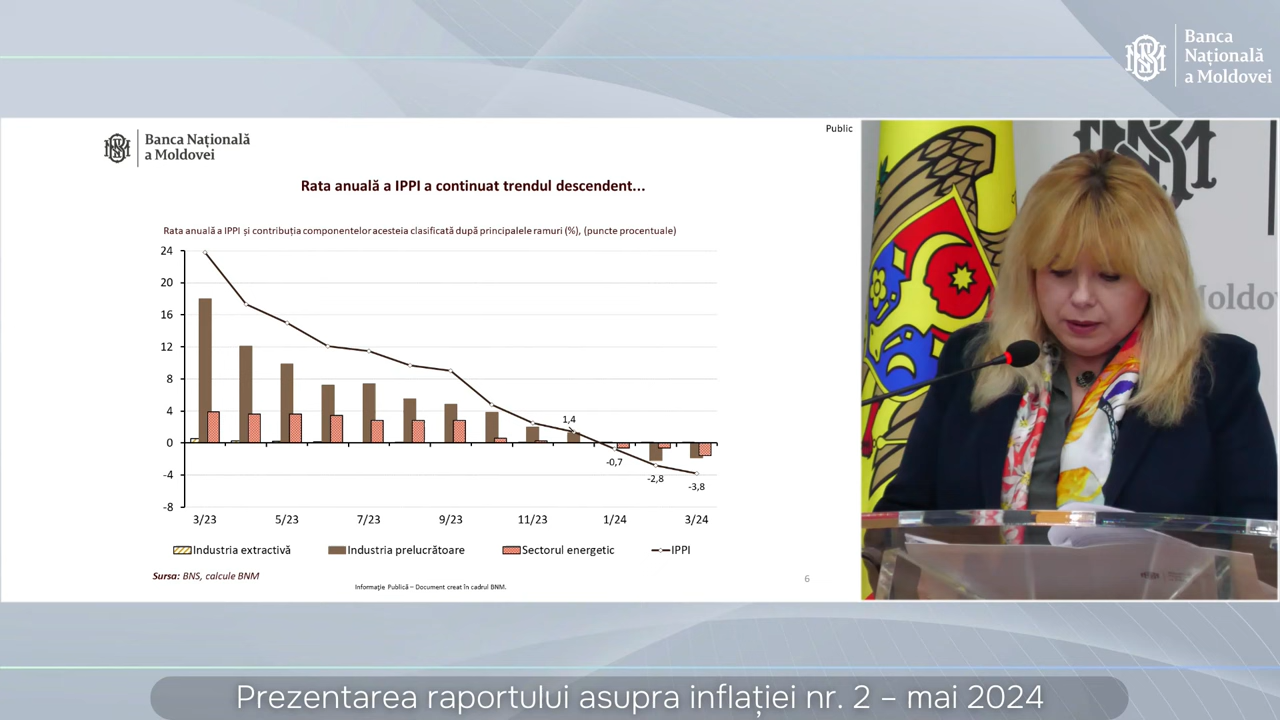 Banca
Națională
a Moldovei
Banca Națională
a Moldovei
Public
Rata anuală a IPPI a continuat trendul descendent...
Rata anuală a IPPI și contribuția componentelor acesteia clasificată după principalele ramuri (%), (puncte procentuale)
24
20
16
12
8
4
0
-4
-8
1,4
-0,7
-2,8
-3,8
3/23 5/23 7/23 9/23 11/23 1/24 3/24
Industria extractivă Industria prelucrătoare Sectorul energetic IPPI
Sursa: BNS, calcule BNM
Informație Publică – Document creat în cadrul BNM.
6
Prezentarea raportului asupra inflației nr. 2 – mai 2024